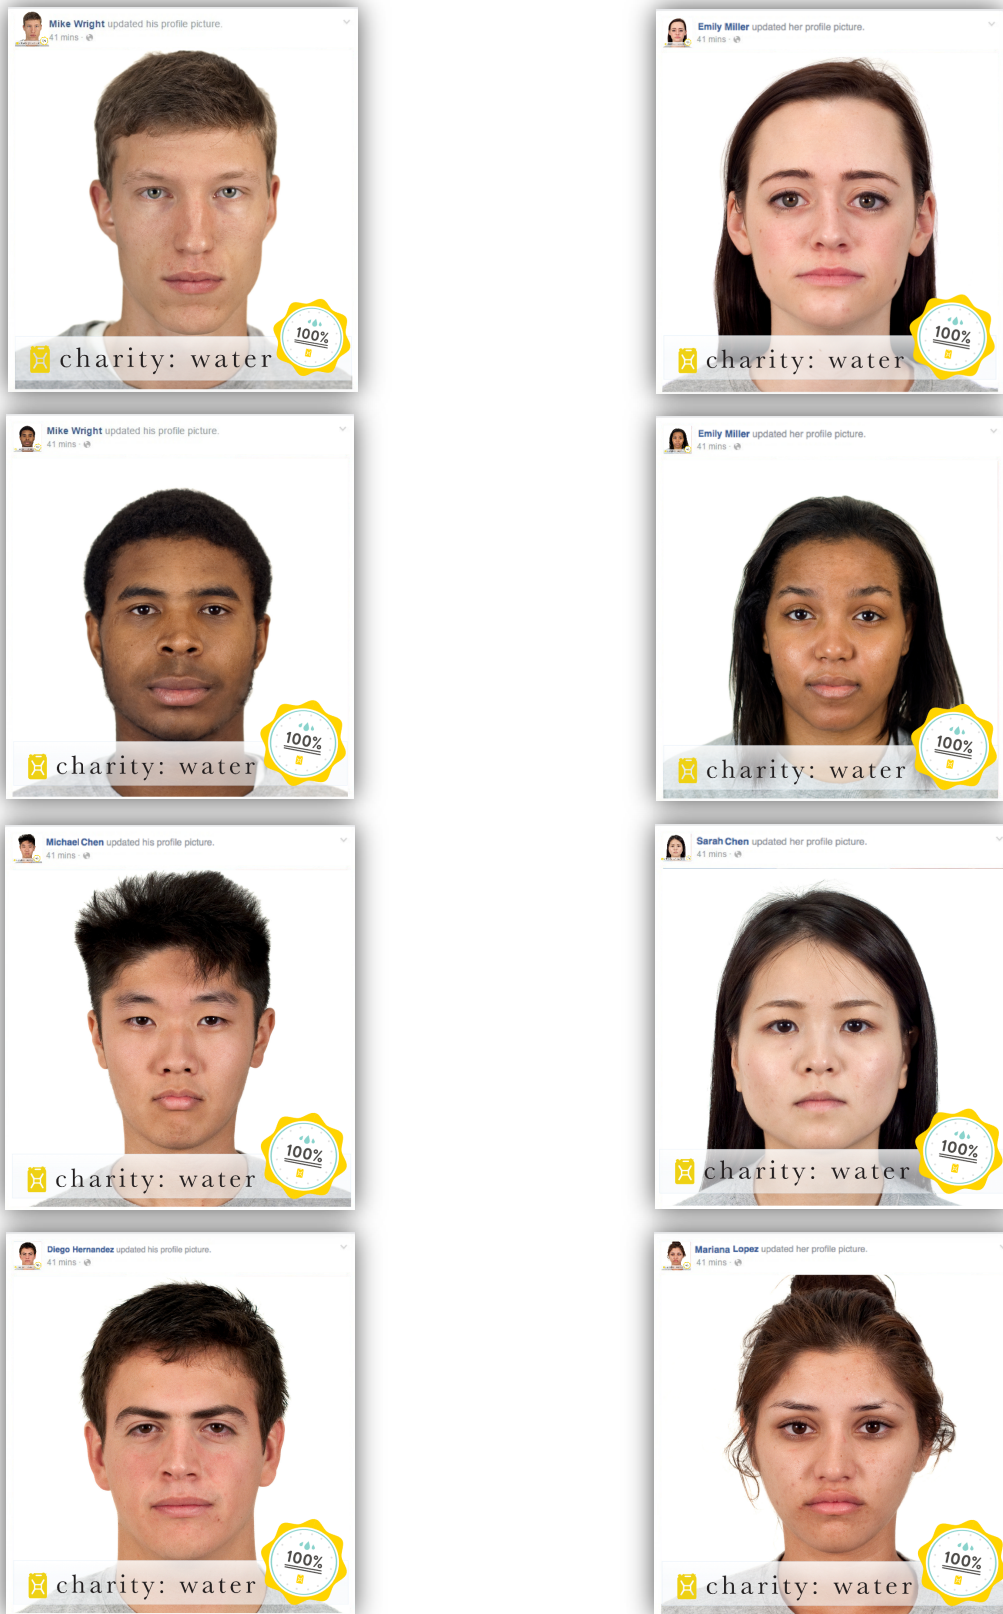 Mike Wright updated his profile picture.
41 mins ·
100%
charity: water
Emily Miller updated her profile picture.
41 mins ·
100%
charity: water
Mike Wright updated his profile picture.
41 mins ·
100%
charity: water
Emily Miller updated her profile picture.
41 mins ·
100%
charity: water
Michael Chen updated his profile picture.
41 mins ·
100%
charity: water
Sarah Chen updated her profile picture.
41 mins ·
100%
charity: water
Diego Hernandez updated his profile picture.
41 mins ·
100%
charity: water
Mariana Lopez updated her profile picture.
41 mins ·
100%
charity: water